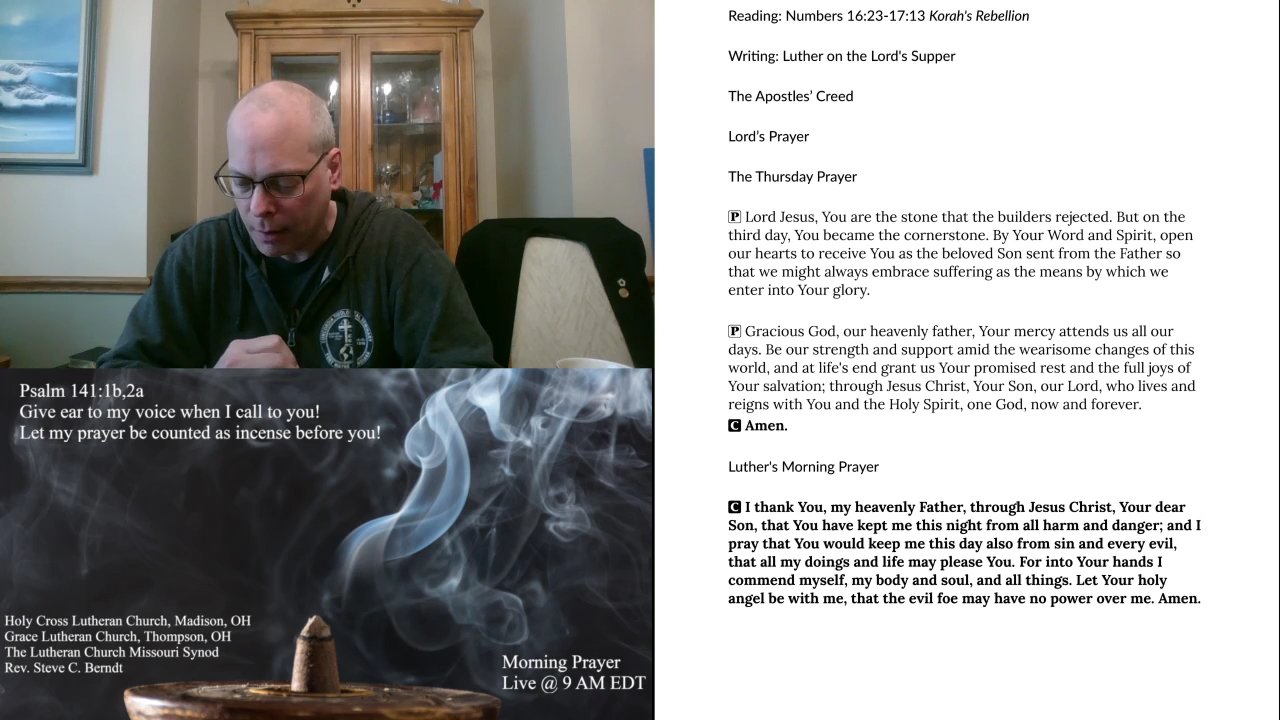 Psalm 141:1b,2a
Give ear to my voice when I call to you!
Let my prayer be counted as incense before you!
Holy Cross Lutheran Church, Madison, OH
Grace Lutheran Church, Thompson, OH
The Lutheran Church Missouri Synod
Rev. Steve C. Berndt
Morning Prayer
Live @ 9 AM EDT
Reading: Numbers 16:23-17:13 Korah's Rebellion
Writing: Luther on the Lord's Supper
The Apostles’ Creed
Lord’s Prayer
The Thursday Prayer
P Lord Jesus, You are the stone that the builders rejected. But on the
third day, You became the cornerstone. By Your Word and Spirit, open
our hearts to receive You as the beloved Son sent from the Father so
that we might always embrace suffering as the means by which we
enter into Your glory.
P Gracious God, our heavenly father, Your mercy attends us all our
days. Be our strength and support amid the wearisome changes of this
world, and at life's end grant us Your promised rest and the full joys of
Your salvation; through Jesus Christ, Your Son, our Lord, who lives and
reigns with You and the Holy Spirit, one God, now and forever.
C Amen.
Luther's Morning Prayer
C I thank You, my heavenly Father, through Jesus Christ, Your dear
Son, that You have kept me this night from all harm and danger; and I
pray that You would keep me this day also from sin and every evil,
that all my doings and life may please You. For into Your hands I
commend myself, my body and soul, and all things. Let Your holy
angel be with me, that the evil foe may have no power over me. Amen.